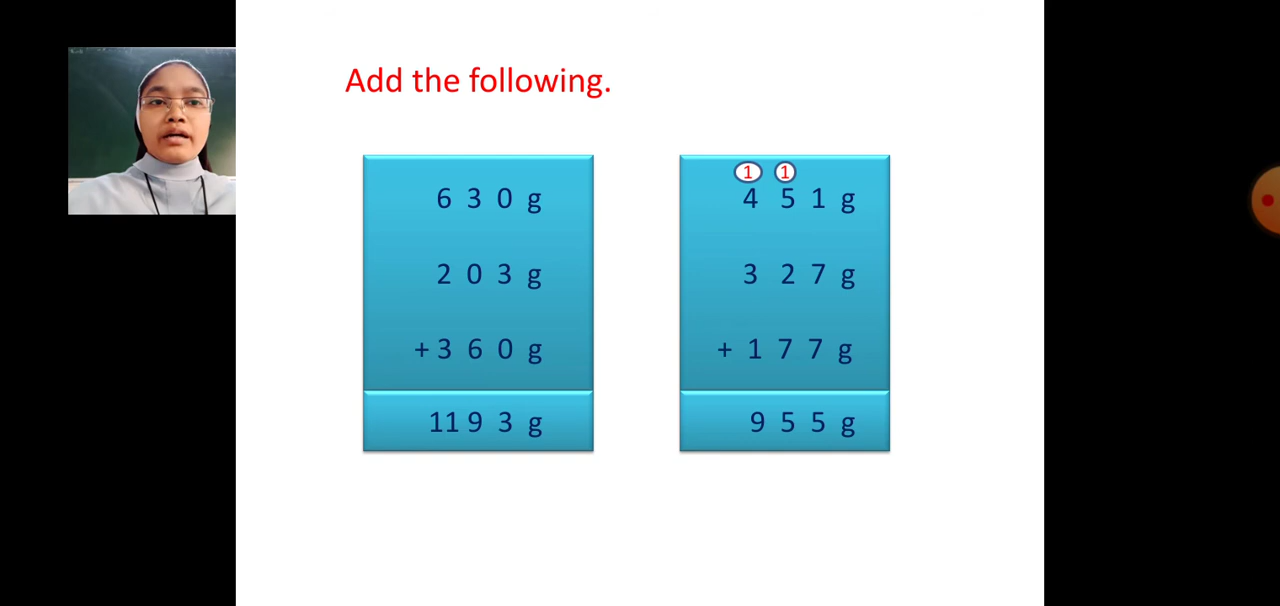 Add the following.
6 3 0 g
2 0 3 g
+ 3 6 0 g
11 9 3 g
1 1
4 5 1 g
3 2 7 g
+ 1 7 7 g
9 5 5 g